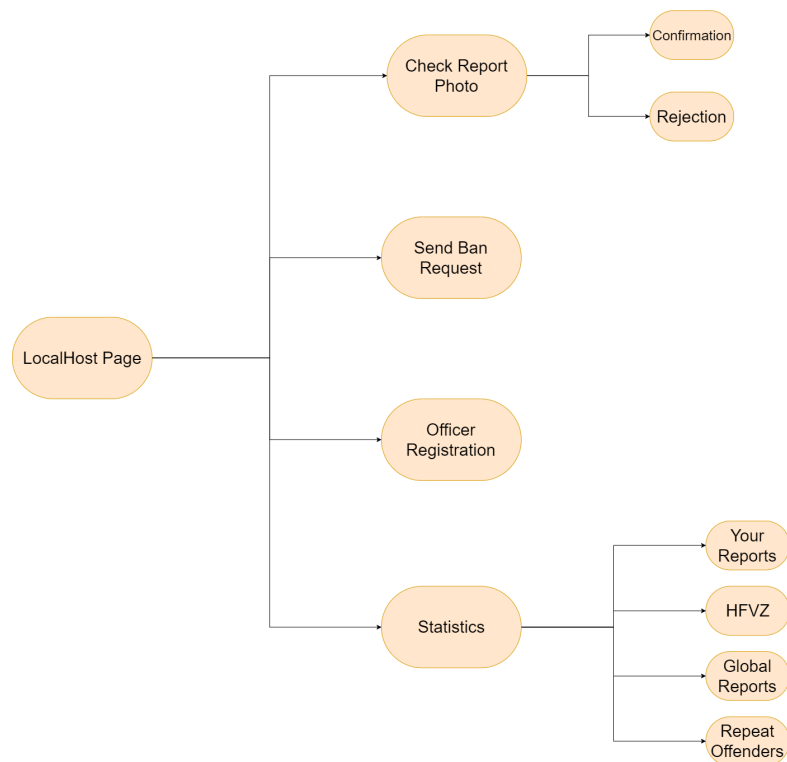 Confirmation
Check Report
Photo
Rejection
Send Ban
Request
LocalHost Page
Officer
Registration
Your
Reports
HFVZ
Statistics
Global
Reports
Repeat
Offenders